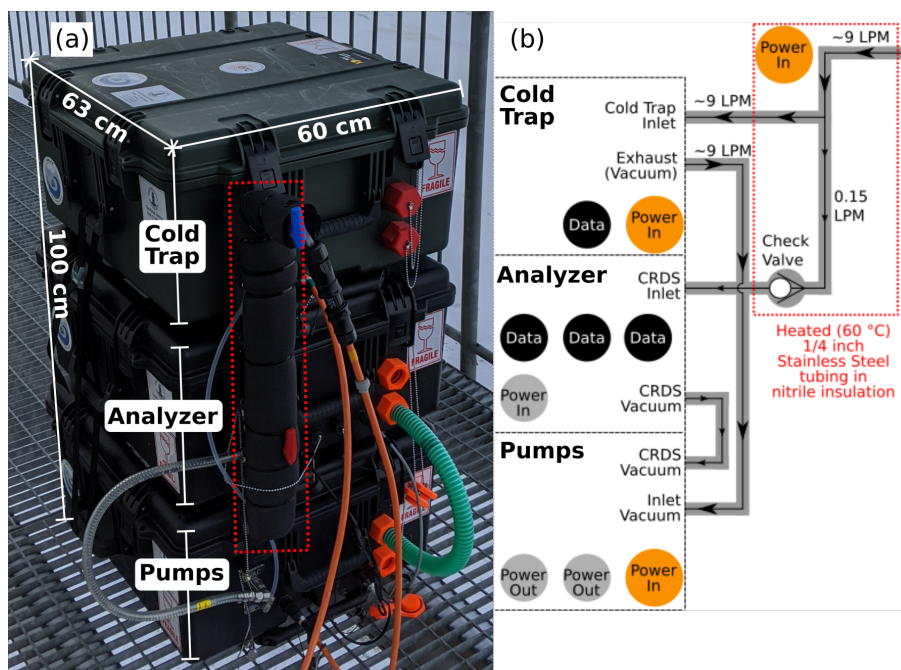 (a)
63 cm
60 cm
100 cm
Cold
Trap
Analyzer
Pumps
FRAGILE
FRAGILE
FRAGILE
(b)
Power
In
~9 LPM
Cold
Trap
Cold Trap
Inlet
~9 LPM
Exhaust
(Vacuum)
~9 LPM
Data
Power
In
0.15
LPM
Check
Valve
Analyzer
CRDS
Inlet
Data
Data
Data
Power
In
CRDS
Vacuum
Heated (60 °C)
1/4 inch
Stainless Steel
tubing in
nitrile insulation
Pumps
CRDS
Vacuum
Inlet
Vacuum
Power
Out
Power
Out
Power
In